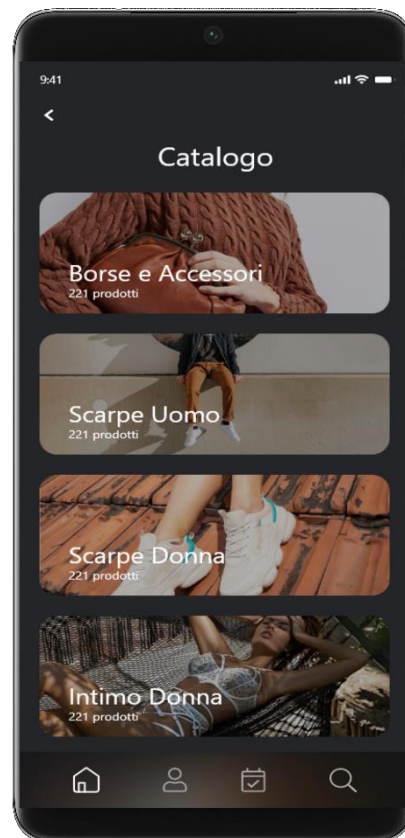 9:41
Catalogo
Borse e Accessori
221 prodotti
Scarpe Uomo
221 prodotti
Scarpe Donna
221 prodotti
Intimo Donna
221 prodotti